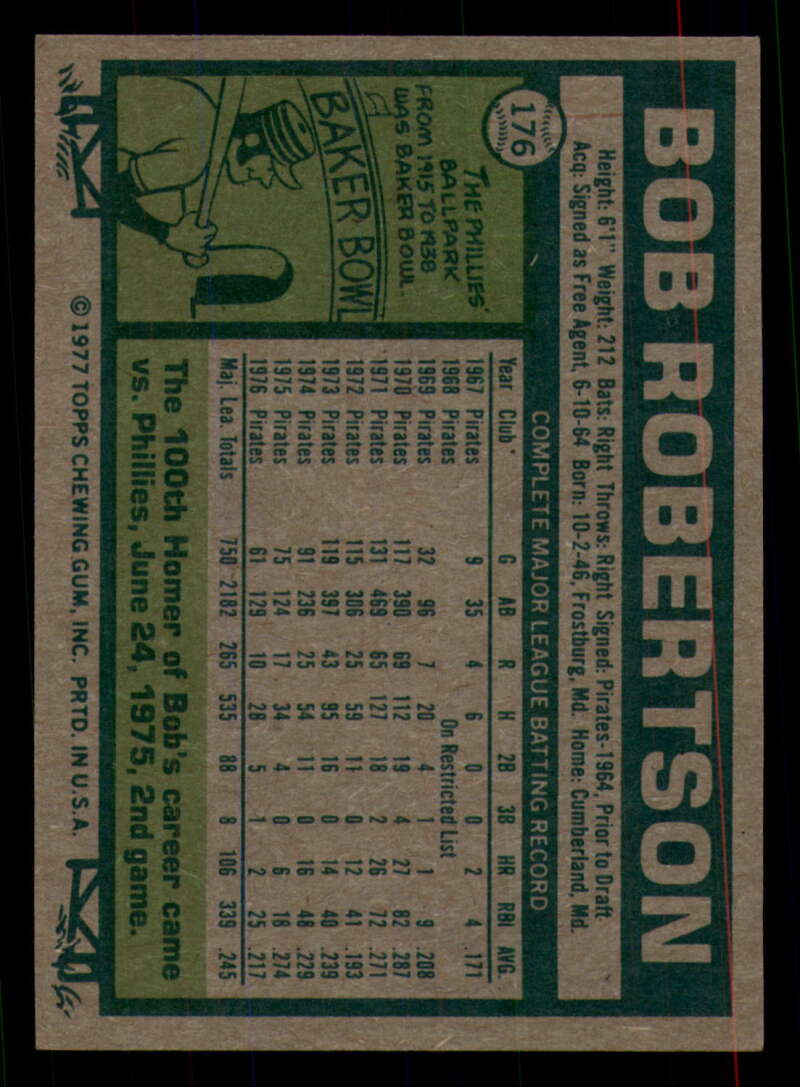 BOB ROBERTSON
176
Height: 6'1" Weight: 212 Bats: Right Throws: Right Signed: Pirates-1964, Prior to Draft
Acq: Signed as Free Agent, 6-10-64 Born: 10-2-46, Frostburg, Md. Home: Cumberland, Md.
THE PHILLIES'
BALLPARK
FROM 1915 TO 1938
WAS BAKER BOWL.
BAKER BOWL
COMPLETE MAJOR LEAGUE BATTING RECORD
Year Club G AB R H 2B 3B HR RBI AVG.
1967 Pirates 9 35 4 6 0 0 2 4 .171
1968 Pirates On Restricted List
1969 Pirates 32 96 7 20 4 1 1 9 .208
1970 Pirates 117 390 69 112 19 4 27 82 .287
1971 Pirates 131 469 65 127 18 2 26 72 .271
1972 Pirates 115 306 25 59 11 0 12 41 .193
1973 Pirates 119 397 43 95 16 0 14 40 .239
1974 Pirates 91 236 25 54 11 0 16 48 .229
1975 Pirates 75 124 17 34 4 0 6 18 .274
1976 Pirates 61 129 10 28 5 1 2 25 .217
Maj. Lea. Totals 750 2182 265 535 88 8 106 339 .245
The 100th Homer of Bob's career came
vs. Phillies, June 24, 1975, 2nd game.
© 1977 TOPPS CHEWING GUM, INC. PRTD. IN U.S.A.